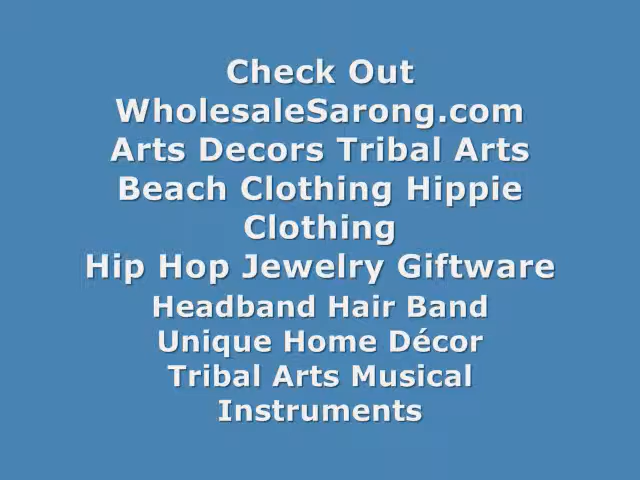 Check Out
WholesaleSarong.com
Arts Decors Tribal Arts
Beach Clothing Hippie
Clothing
Hip Hop Jewelry Giftware
Headband Hair Band
Unique Home Décor
Tribal Arts Musical
Instruments